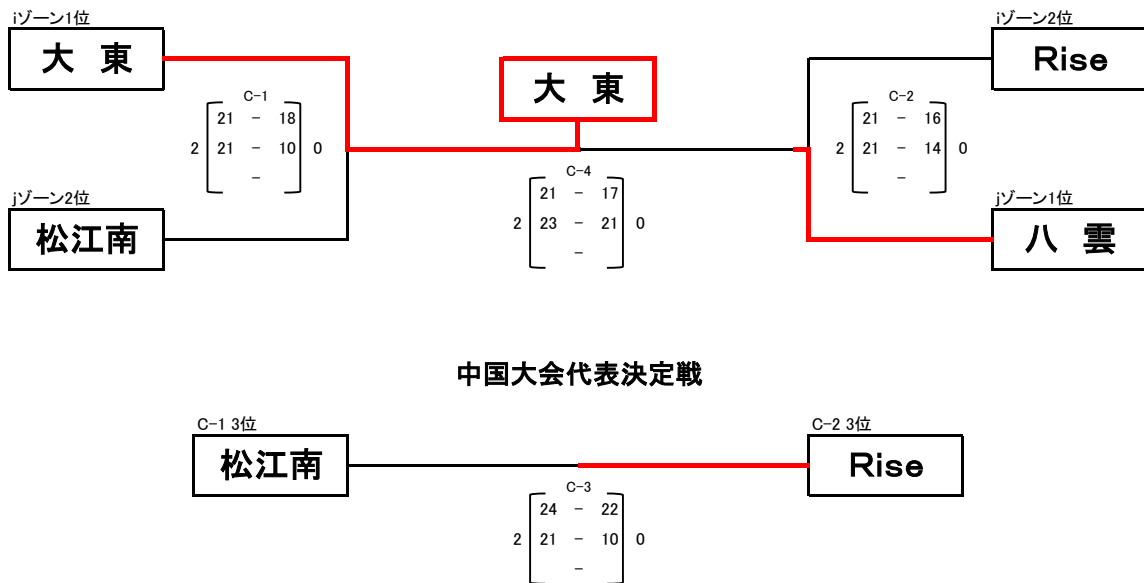 iゾーン1位
iゾーン2位
大 東
大 東
Rise
C-1
21 - 18
2 21 - 10 0
-
C-2
21 - 16
2 21 - 14 0
-
C-4
21 - 17
2 23 - 21 0
-
jゾーン2位
jゾーン1位
松江南
八 雲
中国大会代表決定戦
C-1 3位
C-2 3位
松江南
Rise
C-3
24 - 22
2 21 - 10 0
-